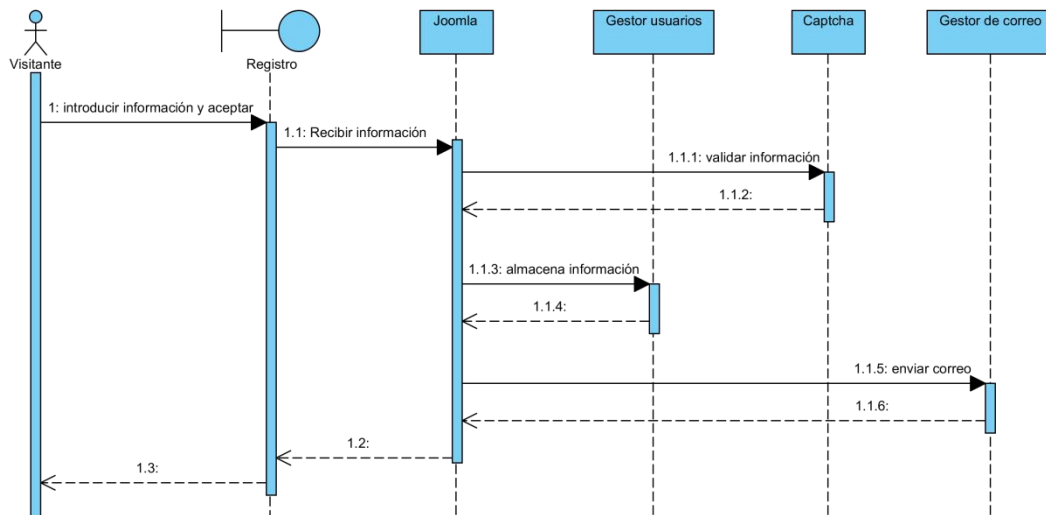 Joomla
Gestor usuarios
Captcha
Gestor de correo
Visitante
Registro
1: introducir información y aceptar
1.1: Recibir información
1.1.1: validar información
1.1.2:
1.1.3: almacena información
1.1.4:
1.1.5: enviar correo
1.1.6:
1.2:
1.3: